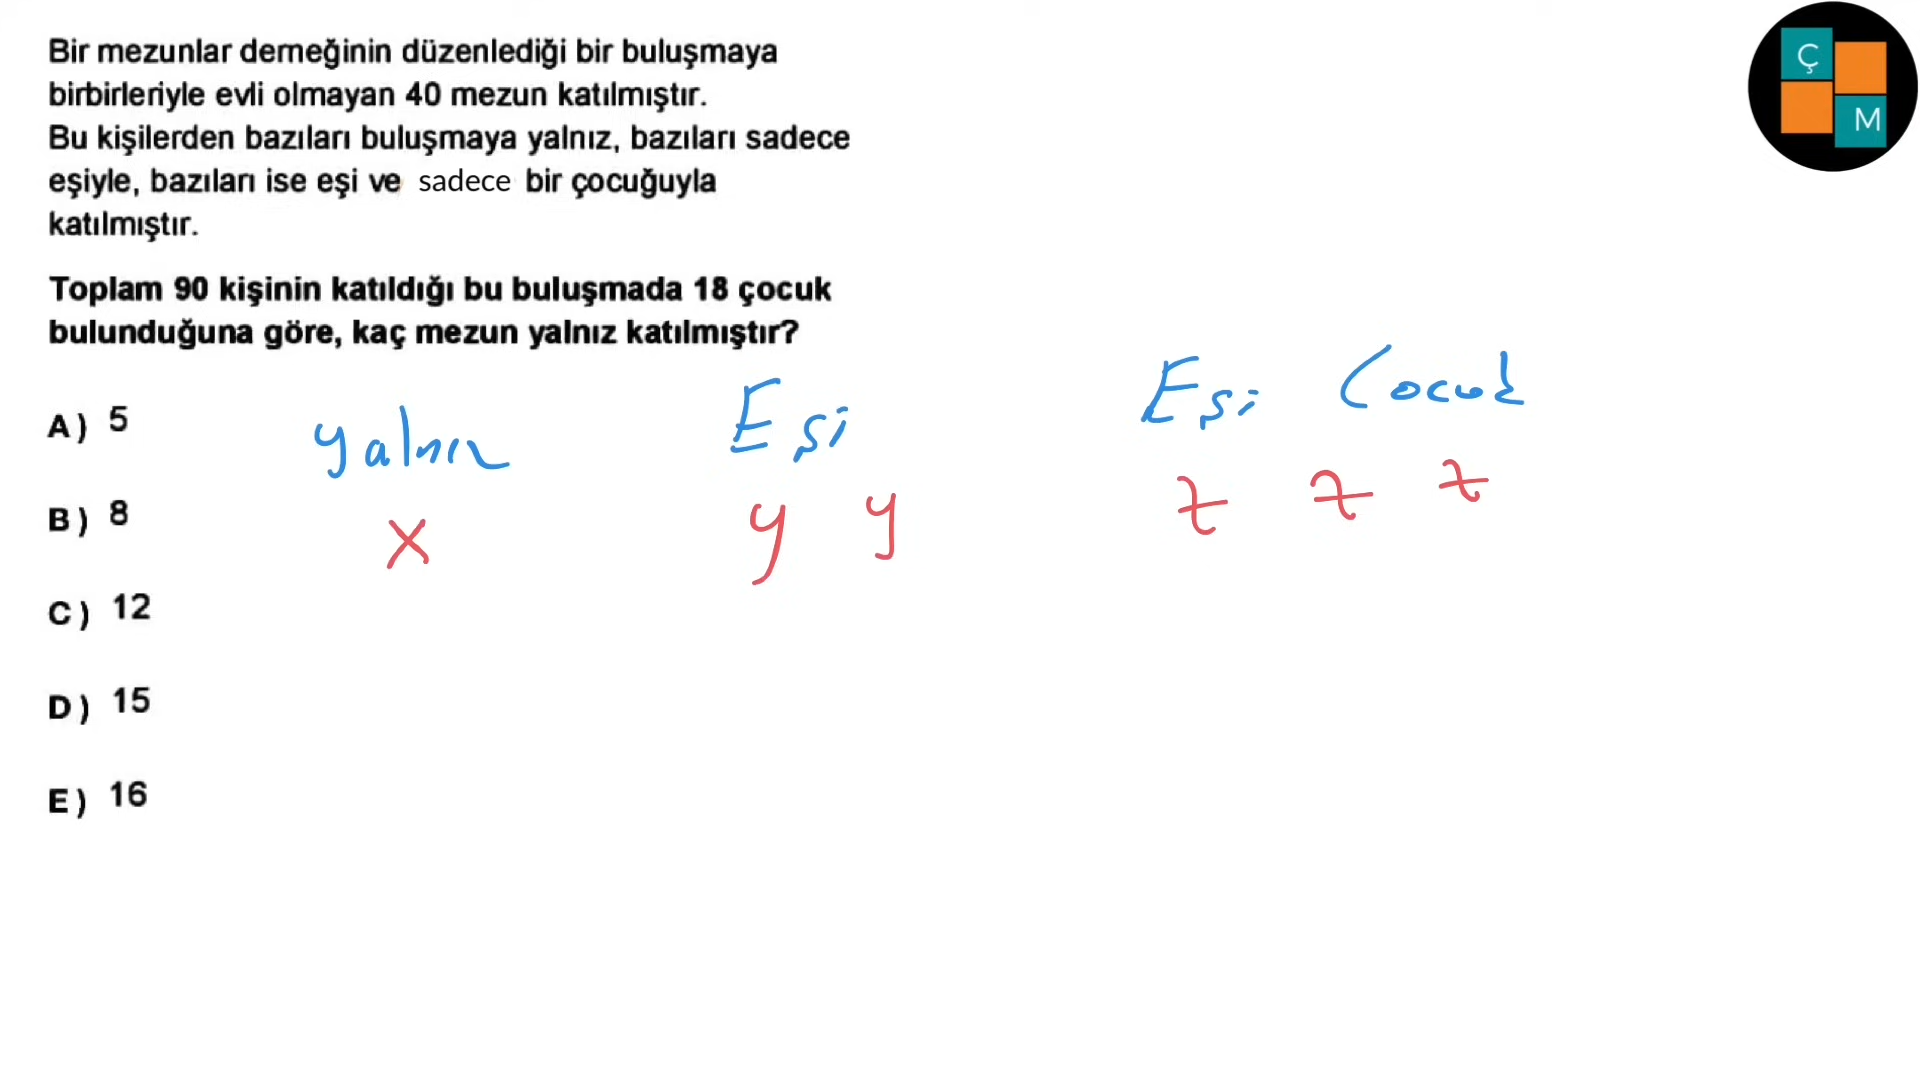 Bir mezunlar derneğinin düzenlediği bir buluşmaya
birbirleriyle evli olmayan 40 mezun katılmıştır.
Bu kişilerden bazıları buluşmaya yalnız, bazıları sadece
eşiyle, bazıları ise eşi ve sadece bir çocuğuyla
katılmıştır.
Toplam 90 kişinin katıldığı bu buluşmada 18 çocuk
bulunduğuna göre, kaç mezun yalnız katılmıştır?
A) 5
B) 8
C) 12
D) 15
E) 16
yalnız Eşi Eşi Çocuk
x y y z z z
Ç
M